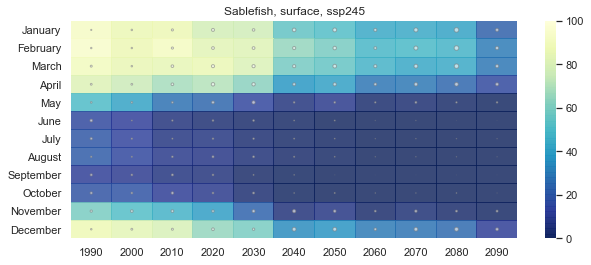 Sablefish, surface, ssp245
January
February
March
April
May
June
July
August
September
October
November
December
1990 2000 2010 2020 2030 2040 2050 2060 2070 2080 2090
100
80
60
40
20
0